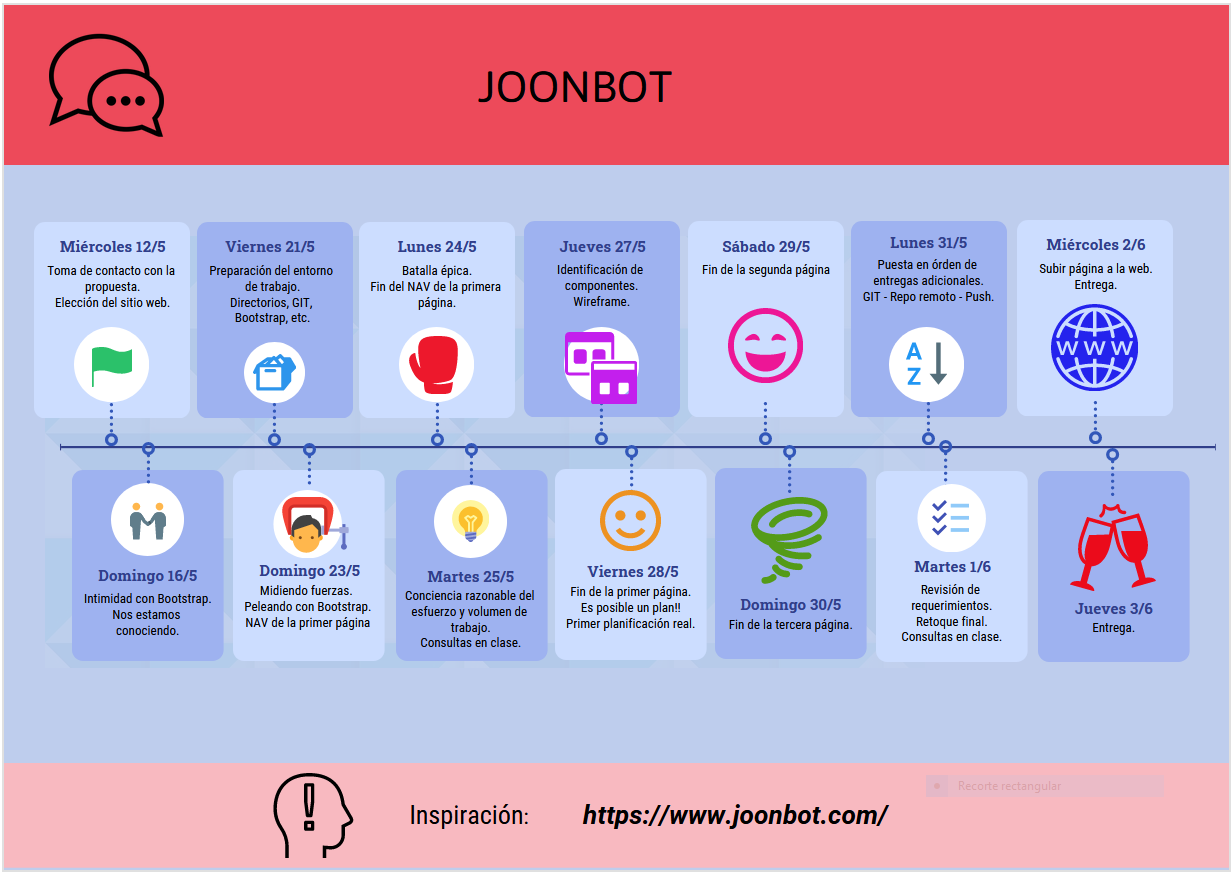 JOONBOT
Miércoles 12/5
Toma de contacto con la
propuesta.
Elección del sitio web.
Viernes 21/5
Preparación del entorno
de trabajo.
Directorios, GIT,
Bootstrap, etc.
Lunes 24/5
Batalla épica.
Fin del NAV de la primera
página.
Jueves 27/5
Identificación de
componentes.
Wireframe.
Sábado 29/5
Fin de la segunda página
Lunes 31/5
Puesta en órden de
entregas adicionales.
GIT - Repo remoto - Push.
A
Z
Miércoles 2/6
Subir página a la web.
Entrega.
WWW
Domingo 16/5
Intimidad con Bootstrap.
Nos estamos
conociendo.
Domingo 23/5
Midiendo fuerzas.
Peleando con Bootstrap.
NAV de la primera página
Martes 25/5
Conciencia razonable del
esfuerzo y volumen de
trabajo.
Consultas en clase.
Viernes 28/5
Fin de la primer página.
Es posible un plan!!
Primer planificación real.
Domingo 30/5
Fin de la tercera página.
Martes 1/6
Revisión de
requerimientos.
Retoque final.
Consultas en clase.
Jueves 3/6
Entrega.
Recorte rectangular
!
Inspiración: https://www.joonbot.com/